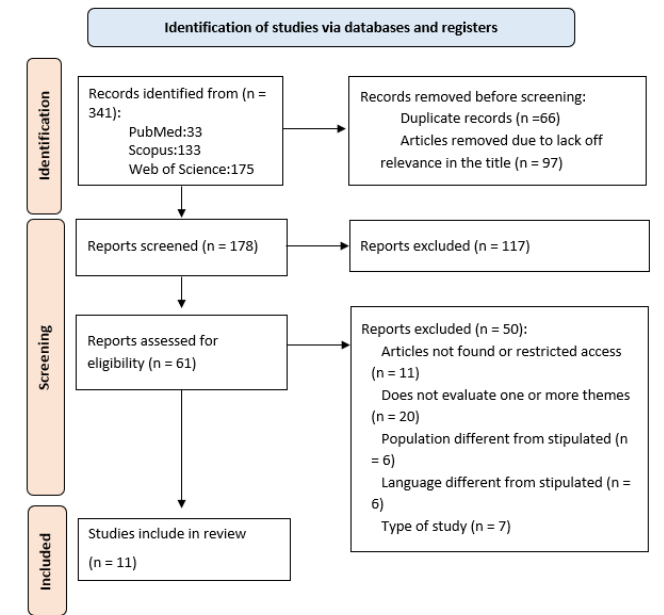 Identification of studies via databases and registers
Identification
Records identified from (n =
341):
PubMed:33
Scopus:133
Web of Science:175
Records removed before screening:
Duplicate records (n =66)
Articles removed due to lack off
relevance in the title (n = 97)
Screening
Reports screened (n = 178)
Reports excluded (n = 117)
Reports assessed for
eligibility (n = 61)
Reports excluded (n = 50):
Articles not found or restricted access
(n = 11)
Does not evaluate one or more themes
(n = 20)
Population different from stipulated (n
= 6)
Language different from stipulated (n =
6)
Type of study (n = 7)
Included
Studies include in review
(n = 11)